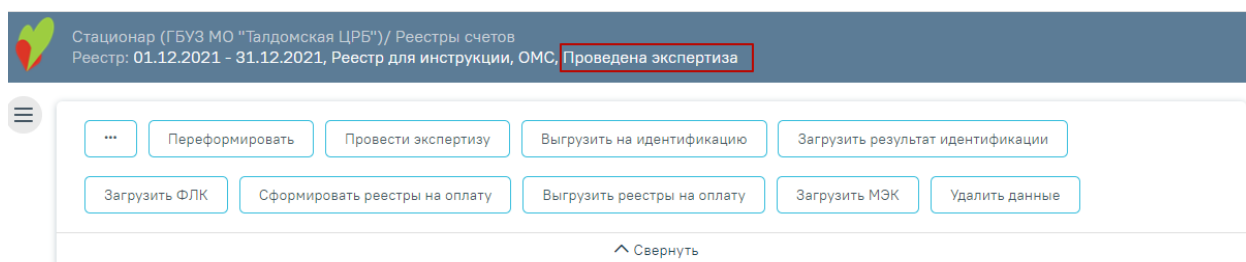 Стационар (ГБУЗ МО "Талдомская ЦРБ")/ Реестры счетов
Реестр: 01.12.2021 - 31.12.2021, Реестр для инструкции, ОМС, Проведена экспертиза
••• Переформировать Провести экспертизу Выгрузить на идентификацию Загрузить результат идентификации
Загрузить ФЛК Сформировать реестры на оплату Выгрузить реестры на оплату Загрузить МЭК Удалить данные
Свернуть